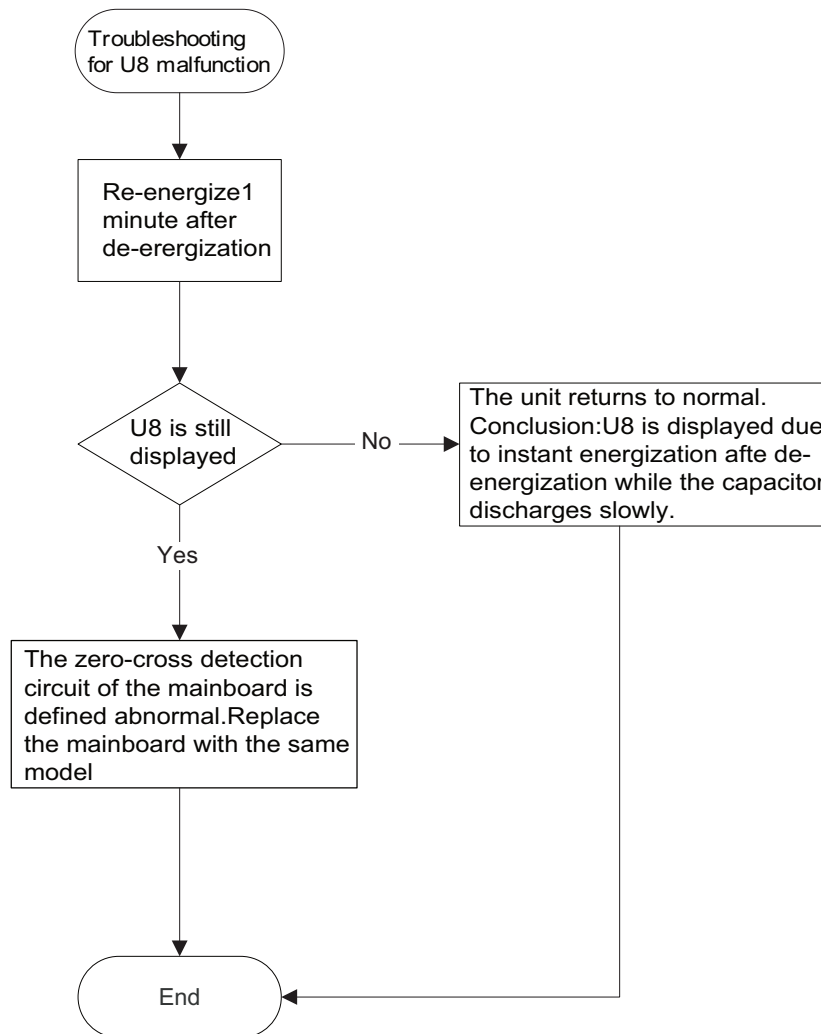 Troubleshooting
for U8 malfunction
Re-energize1
minute after
de-erergization
U8 is still
displayed
No
The unit returns to normal.
Conclusion:U8 is displayed due
to instant energization afte de-
energization while the capacitor
discharges slowly.
Yes
The zero-cross detection
circuit of the mainboard is
defined abnormal.Replace
the mainboard with the same
model
End